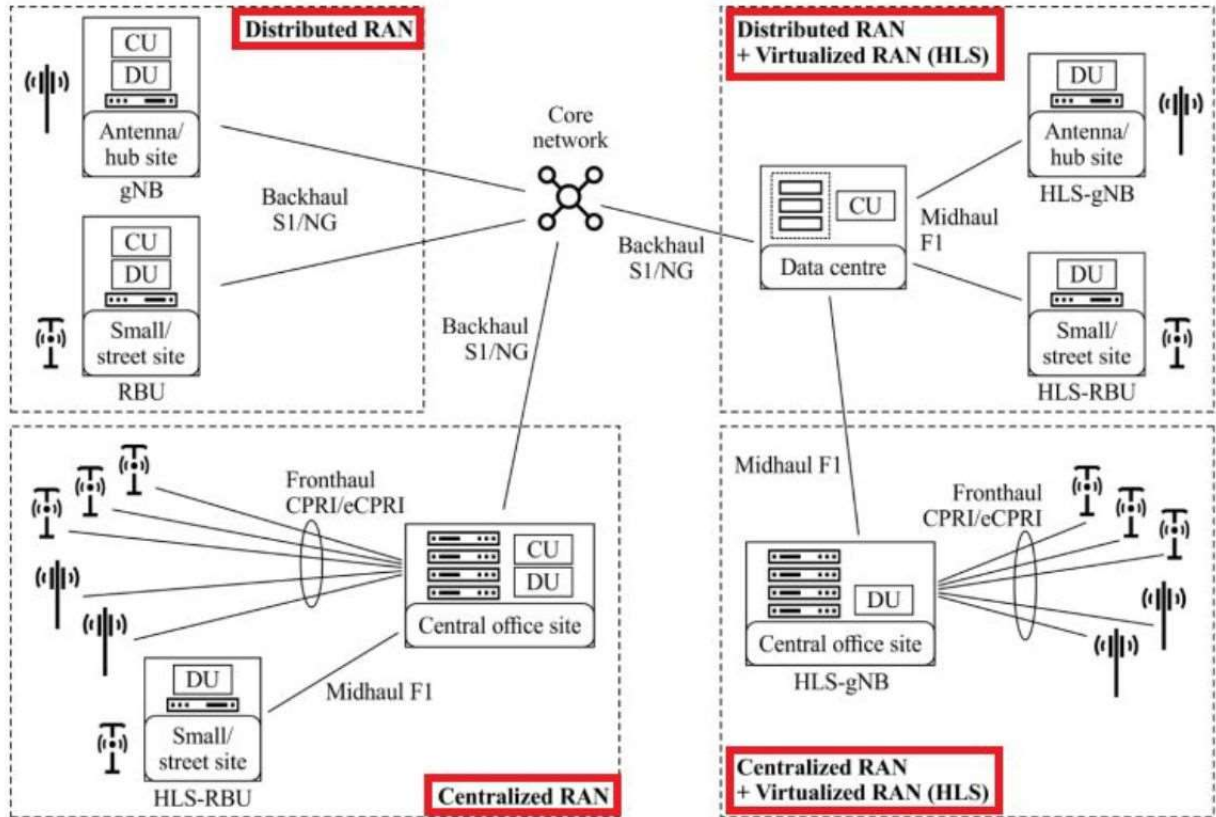 Distributed RAN
CU
DU
Antenna/
hub site
gNB
Backhaul
S1/NG
CU
DU
Small/
street site
RBU
Core
network
Backhaul
S1/NG
Backhaul
S1/NG
Distributed RAN
+ Virtualized RAN (HLS)
CU
Data centre
Midhaul
F1
DU
Antenna/
hub site
HLS-gNB
DU
Small/
street site
HLS-RBU
Fronthaul
CPRI/eCPRI
CU
DU
Central office site
Midhaul F1
DU
Small/
street site
HLS-RBU
Centralized RAN
Midhaul F1
Fronthaul
CPRI/eCPRI
DU
Central office site
HLS-gNB
Centralized RAN
+ Virtualized RAN (HLS)